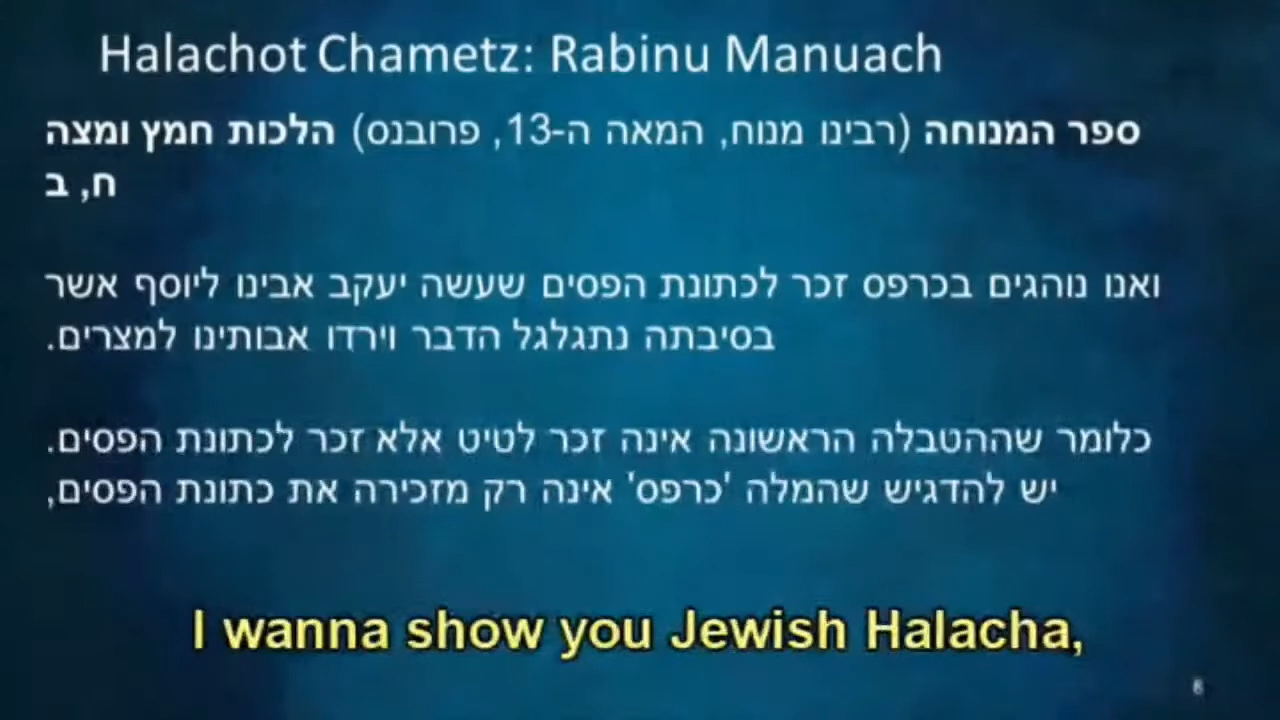 Halachot Chametz: Rabinu Manuach
ספר המנוחה (רבינו מנוח, המאה ה-13, פרובנס) הלכות חמץ ומצה
ח, ב
ואנו נוהגים בכרפס זכר לכתונת הפסים שעשה יעקב אבינו ליוסף אשר
בסיבתה נתגלגל הדבר וירדו אבותינו למצרים.
כלומר שההטבלה הראשונה אינה זכר לטיט אלא זכר לכתונת הפסים.
יש להדגיש שהמלה 'כרפס' אינה רק מזכירה את כתונת הפסים,
I wanna show you Jewish Halacha,